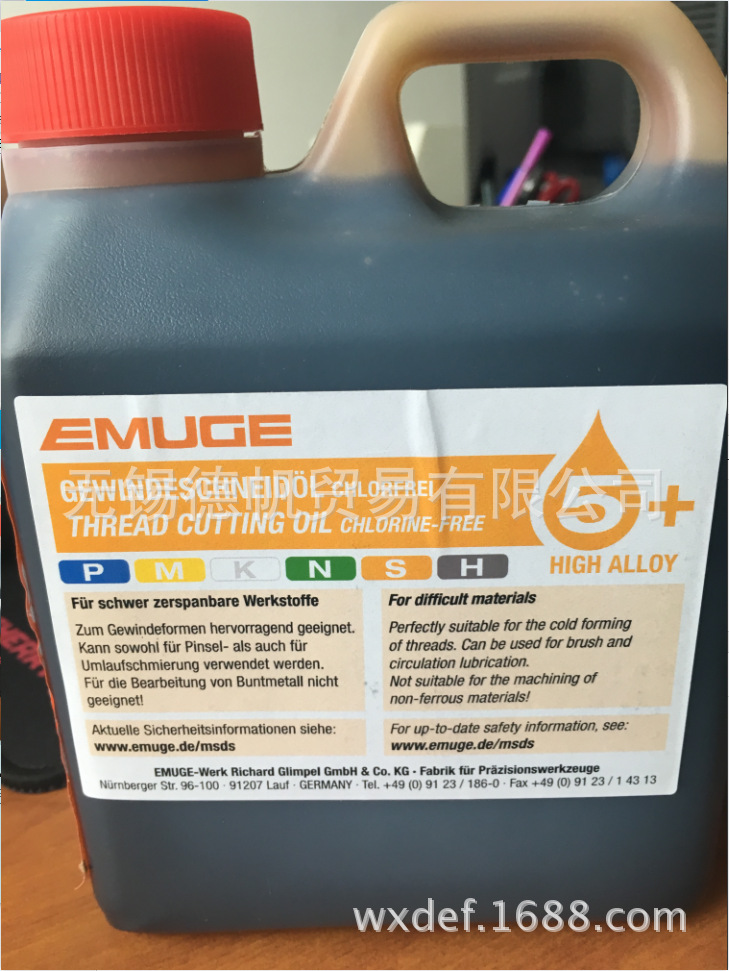 EMUGE
GEWINDESCHNEIDÖL CHLORFREI
THREAD CUTTING OIL CHLORINE-FREE
5+
HIGH ALLOY
P M K N S H
Für schwer zerspanbare Werkstoffe
Zum Gewindeformen hervorragend geeignet.
Kann sowohl für Pinsel- als auch für
Umlaufschmierung verwendet werden.
Für die Bearbeitung von Buntmetall nicht
geeignet!
Aktuelle Sicherheitsinformationen siehe:
www.emuge.de/msds
For difficult materials
Perfectly suitable for the cold forming
of threads. Can be used for brush and
circulation lubrication.
Not suitable for the machining of
non-ferrous materials!
For up-to-date safety information, see:
www.emuge.de/msds
EMUGE-Werk Richard Glimpel GmbH & Co. KG · Fabrik für Präzisionswerkzeuge
Nürnberger Str. 96-100 · 91207 Lauf · GERMANY · Tel. +49 (0) 91 23 / 186-0 · Fax +49 (0) 91 23 / 1 43 13
无锡德帆贸易有限公司
wxdef.1688.com